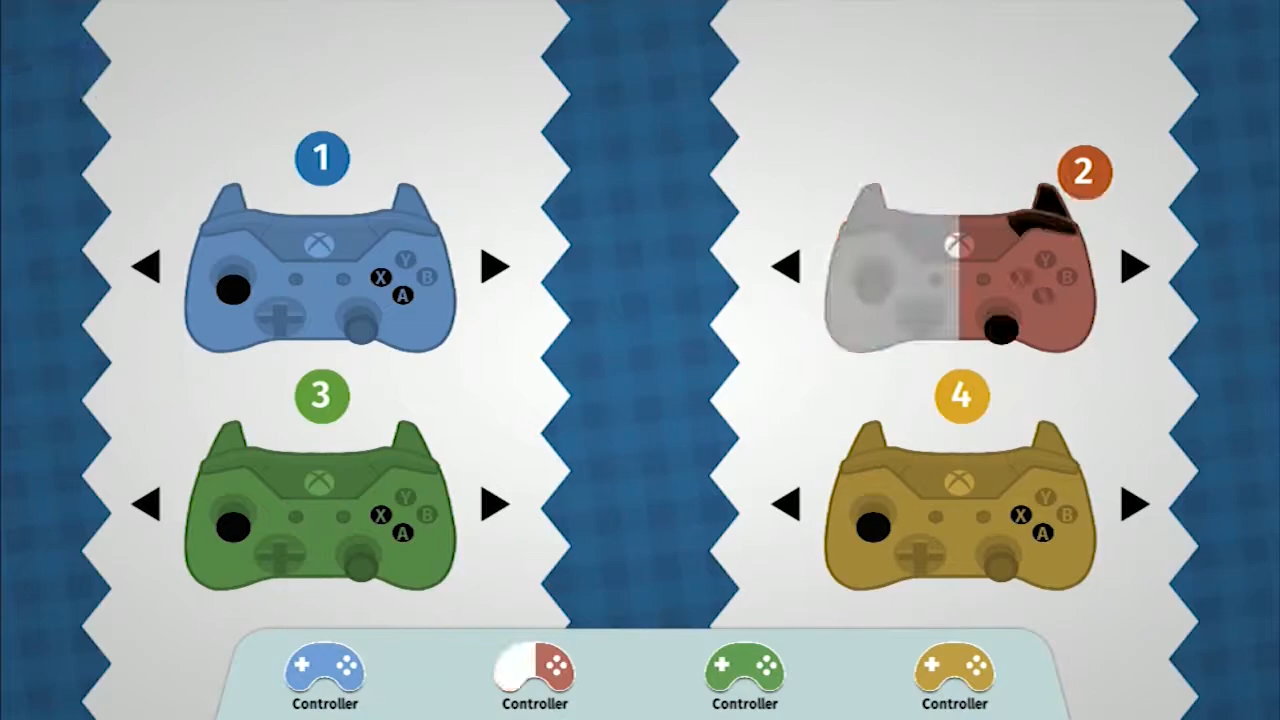 1
2
Y
X B
A
Y
B
3
4
Y
X B
A
Y
X B
A
Controller Controller Controller Controller